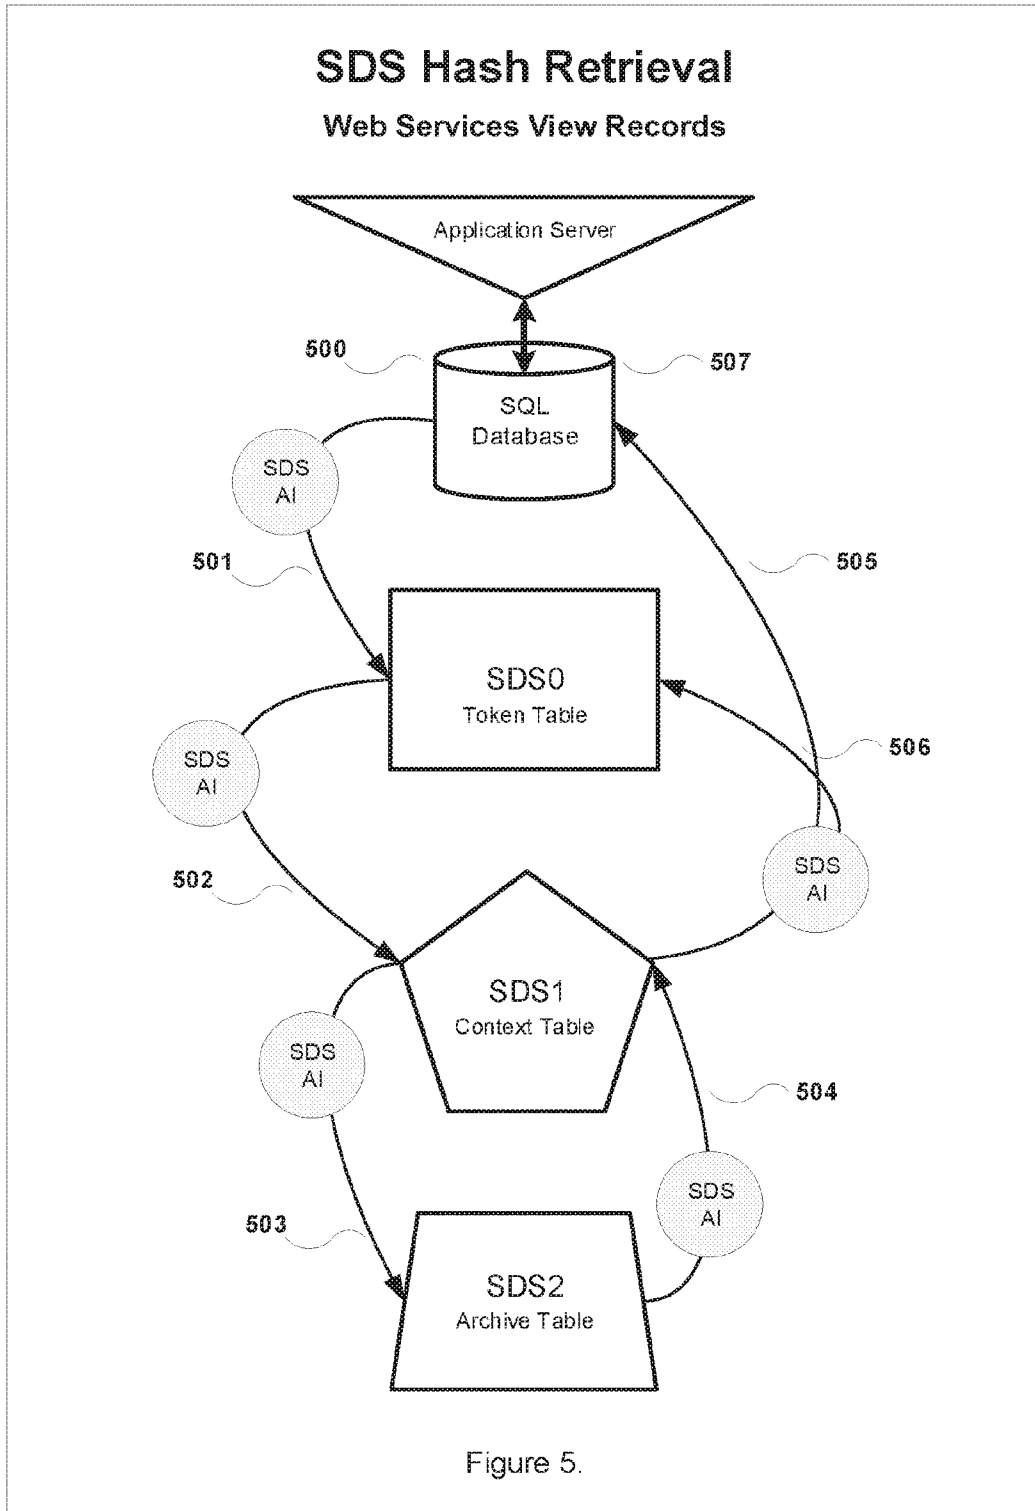 SDS Hash Retrieval
Web Services View Records
Application Server
500
507
SQL
Database
SDS
AI
501
505
SDS0
Token Table
506
SDS
AI
502
SDS
AI
SDS1
Context Table
SDS
AI
504
SDS
AI
503
SDS2
Archive Table
Figure 5.